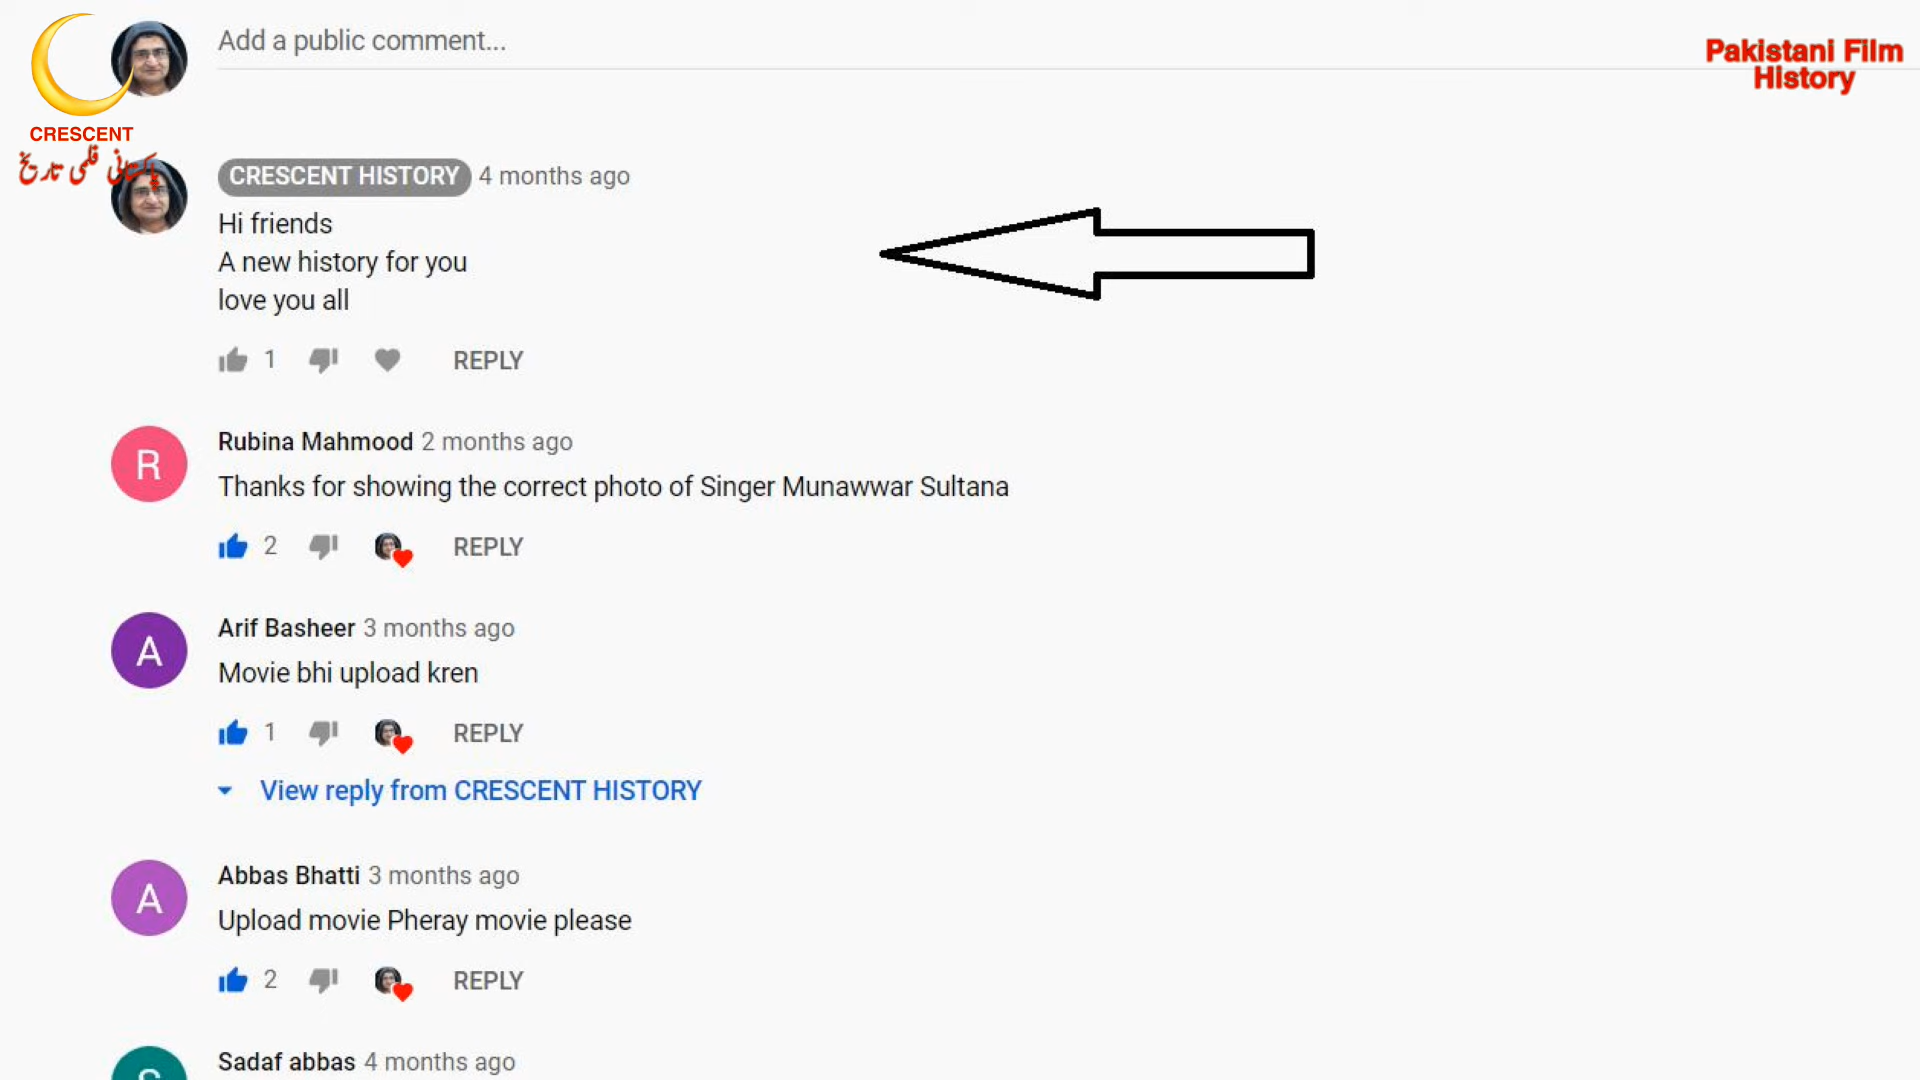 Add a public comment...
Pakistani Film
History
CRESCENT
پاکستانی فلمی تاریخ
CRESCENT HISTORY 4 months ago
Hi friends
A new history for you
love you all
1 REPLY
R
Rubina Mahmood 2 months ago
Thanks for showing the correct photo of Singer Munawwar Sultana
2 REPLY
A
Arif Basheer 3 months ago
Movie bhi upload kren
1 REPLY
View reply from CRESCENT HISTORY
A
Abbas Bhatti 3 months ago
Upload movie Pheray movie please
2 REPLY
Sadaf abbas 4 months ago